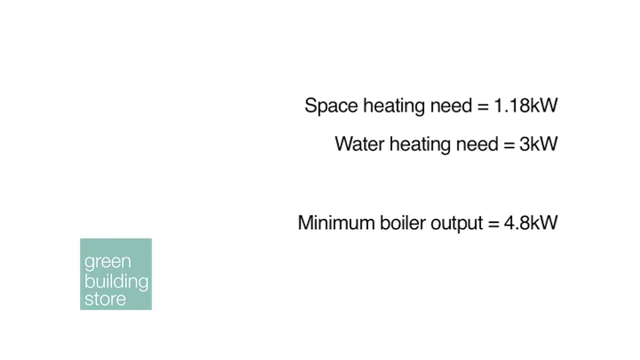 Space heating need = 1.18kW
Water heating need = 3kW
Minimum boiler output = 4.8kW
green
building
store